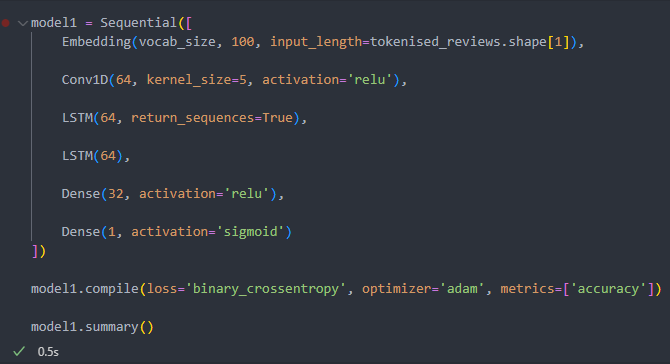 model1 = Sequential([
Embedding(vocab_size, 100, input_length=tokenised_reviews.shape[1]),
Conv1D(64, kernel_size=5, activation='relu'),
LSTM(64, return_sequences=True),
LSTM(64),
Dense(32, activation='relu'),
Dense(1, activation='sigmoid')
])
model1.compile(loss='binary_crossentropy', optimizer='adam', metrics=['accuracy'])
model1.summary()
0.5s